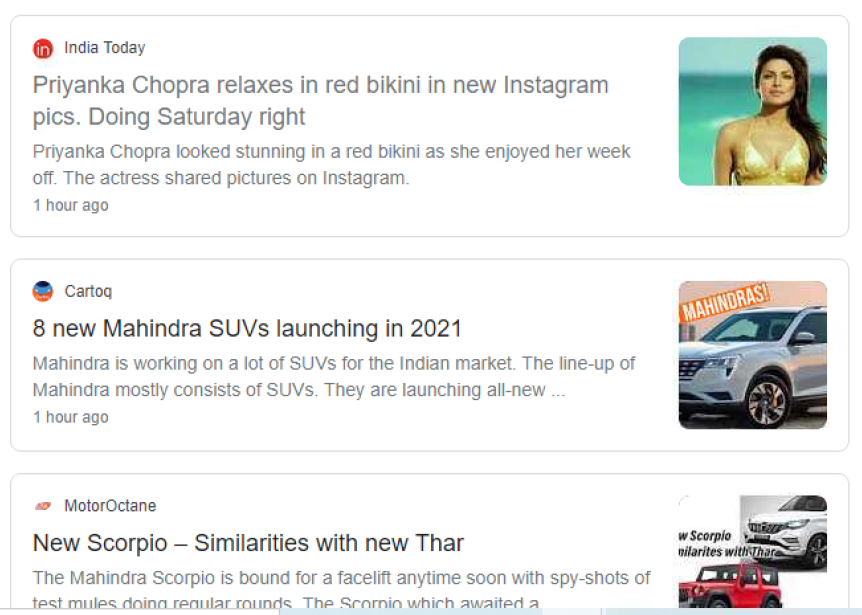 India Today
Priyanka Chopra relaxes in red bikini in new Instagram
pics. Doing Saturday right
Priyanka Chopra looked stunning in a red bikini as she enjoyed her week
off. The actress shared pictures on Instagram.
1 hour ago
Cartoq
8 new Mahindra SUVs launching in 2021
MAHINDRAS!
Mahindra is working on a lot of SUVs for the Indian market. The line-up of
Mahindra mostly consists of SUVs. They are launching all-new ...
1 hour ago
MotorOctane
New Scorpio – Similarities with new Thar
w Scorpio
nilarites with Thar
The Mahindra Scorpio is bound for a facelift anytime soon with spy-shots of
test mules doing regular rounds. The Scorpio which awaited a